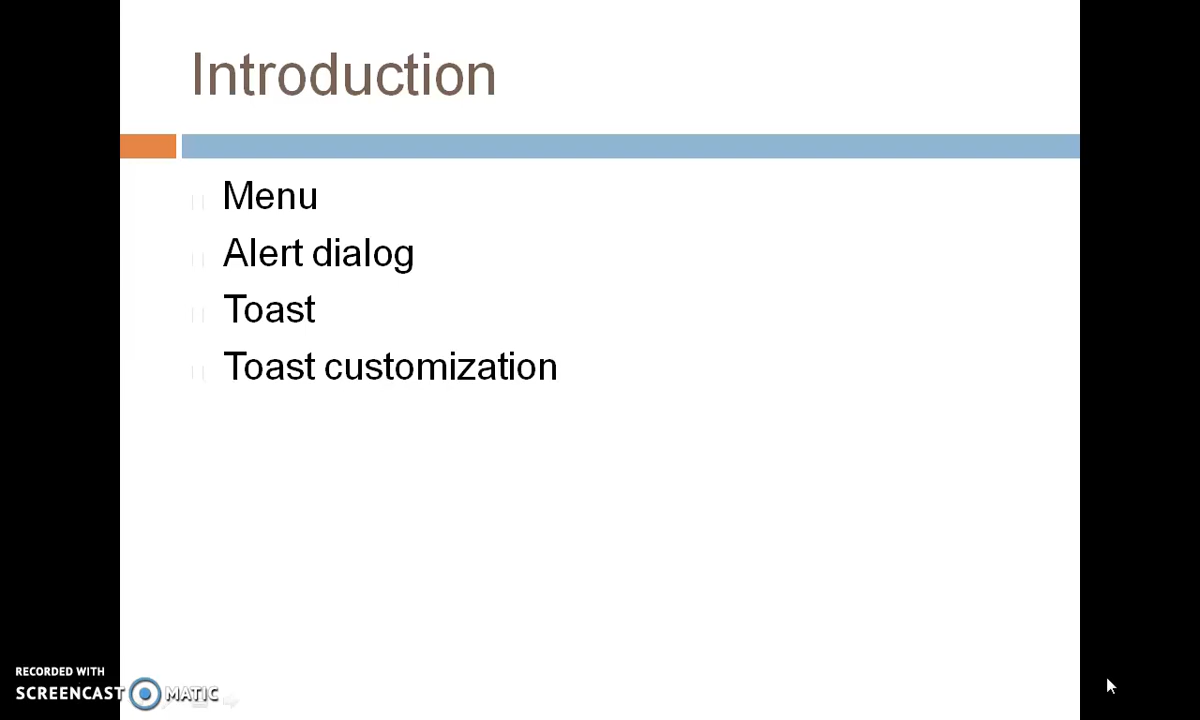 Introduction
Menu
Alert dialog
Toast
Toast customization
RECORDED WITH
SCREENCAST MATIC